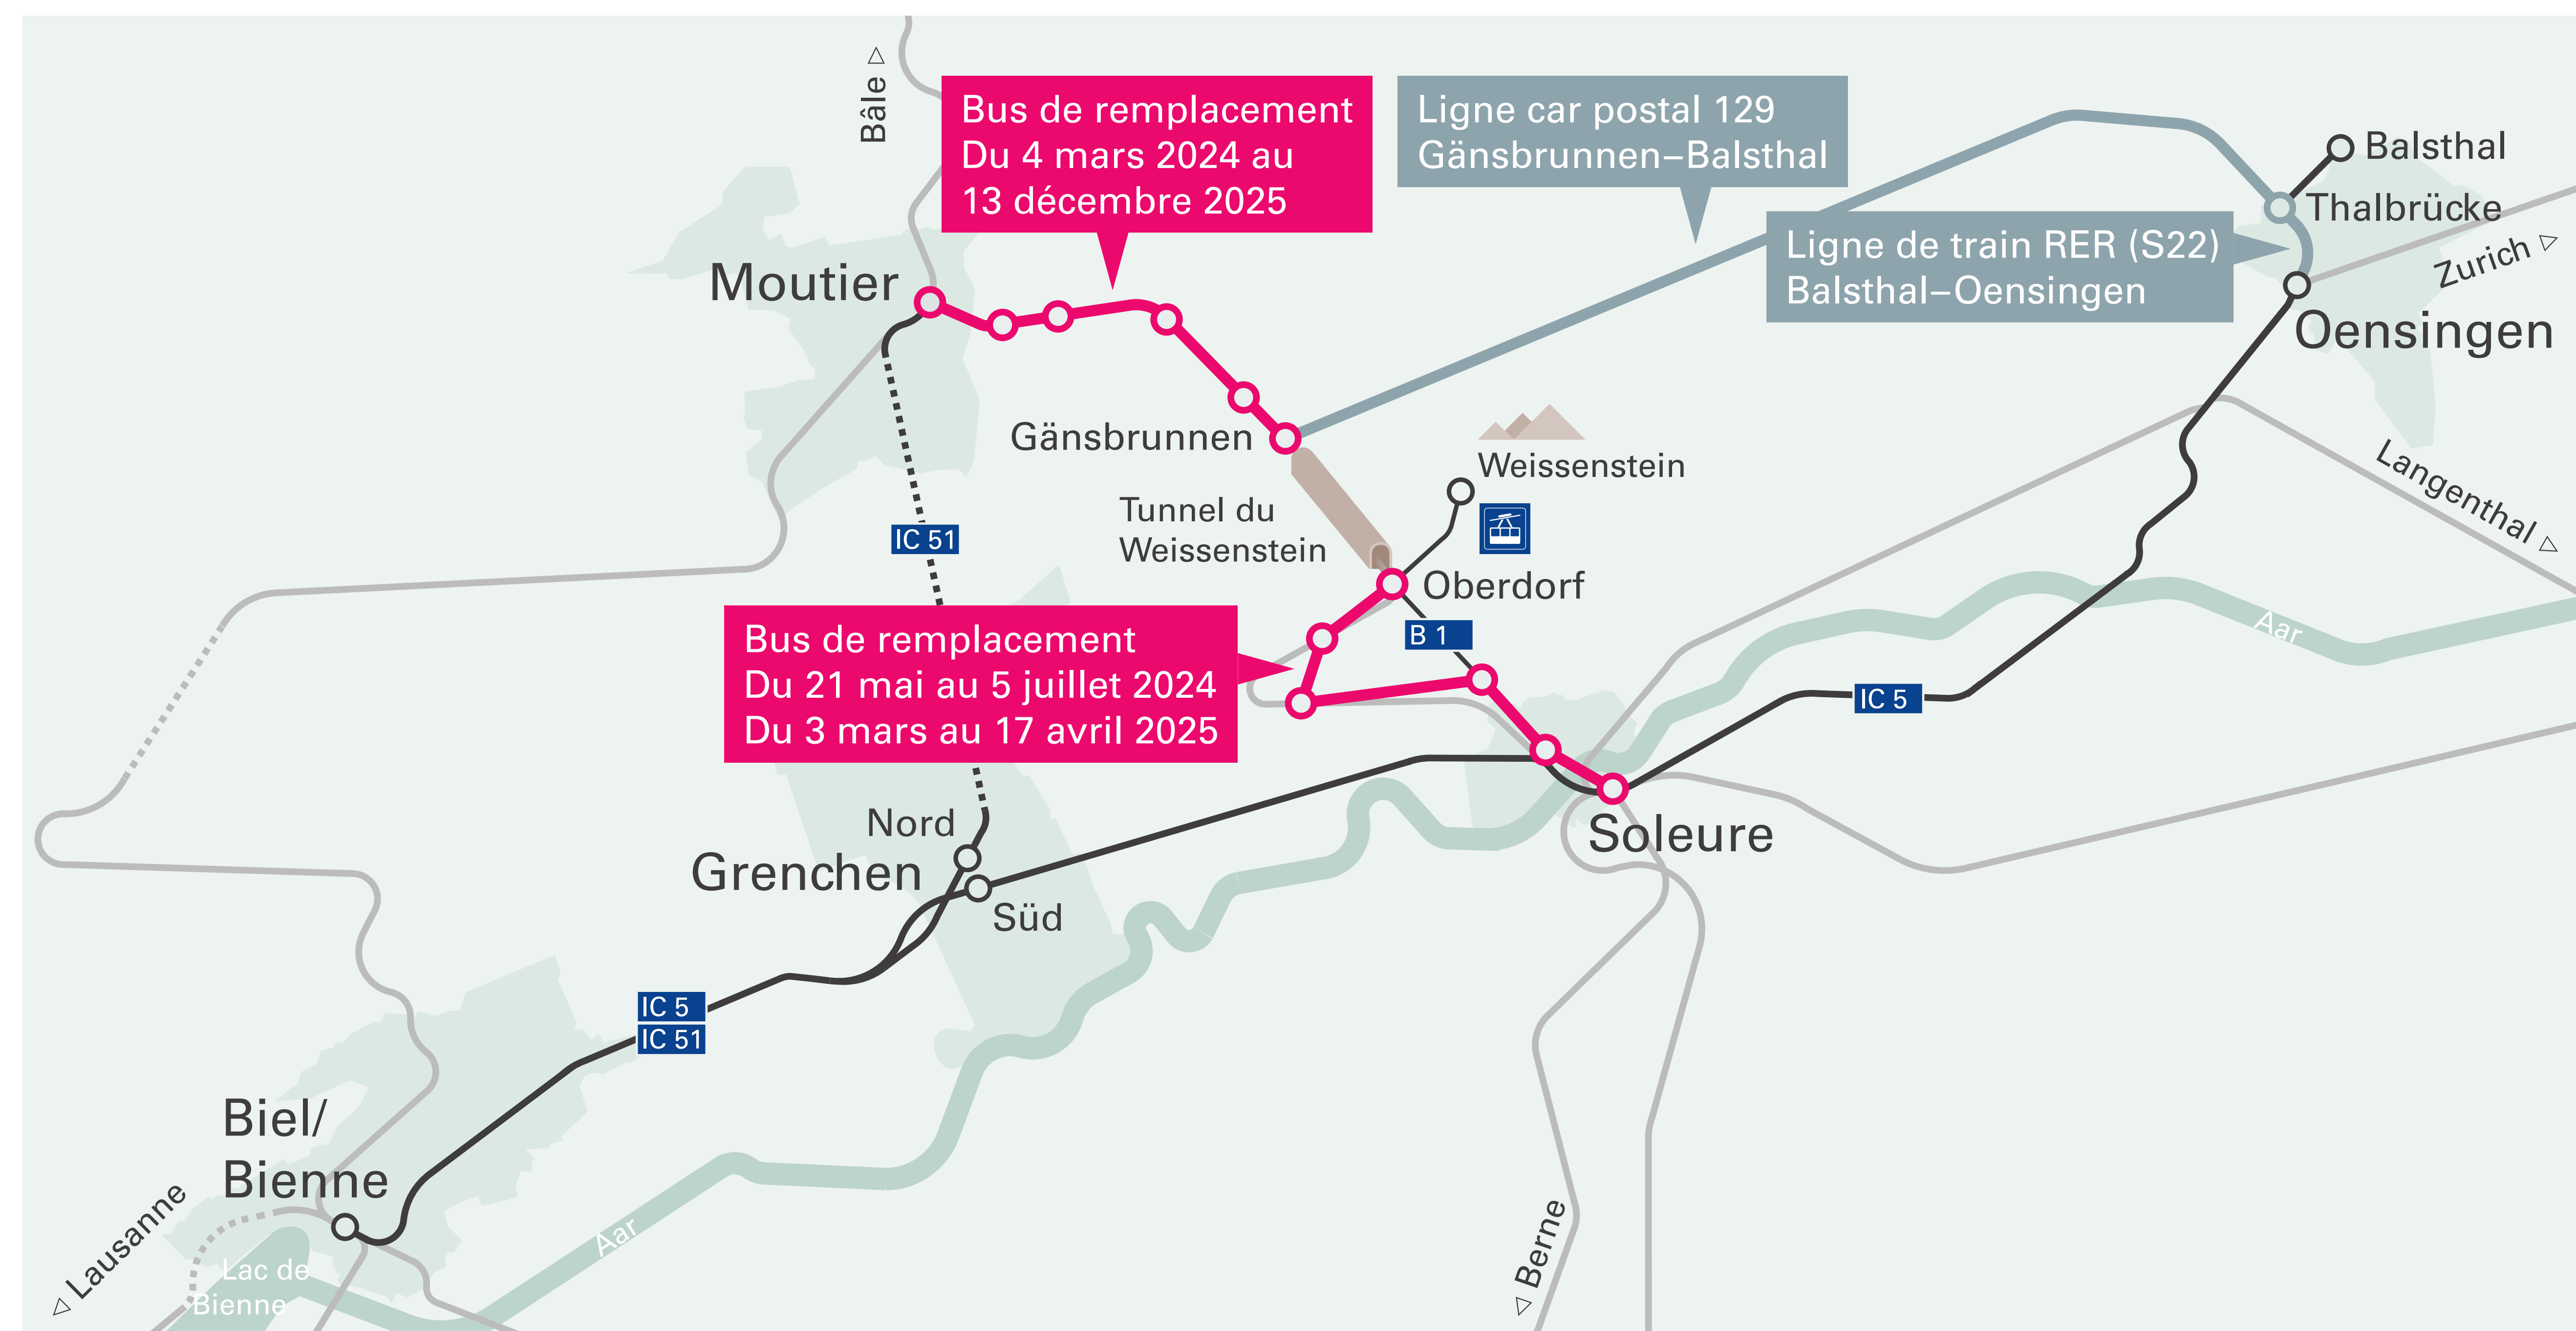 Bâle
Bus de remplacement
Du 4 mars 2024 au
13 décembre 2025
Ligne car postal 129
Gänsbrunnen–Balsthal
Balsthal
Thalbrücke
Ligne de train RER (S22)
Balsthal–Oensingen
Zurich
Oensingen
Moutier
Gänsbrunnen
Weissenstein
Langenthal
Tunnel du
Weissenstein
IC 51
Oberdorf
B 1
Aar
Bus de remplacement
Du 21 mai au 5 juillet 2024
Du 3 mars au 17 avril 2025
IC 5
Nord
Grenchen
Süd
Soleure
IC 5
IC 51
Biel/
Bienne
Lausanne
Aar
Berne
Lac de
Bienne